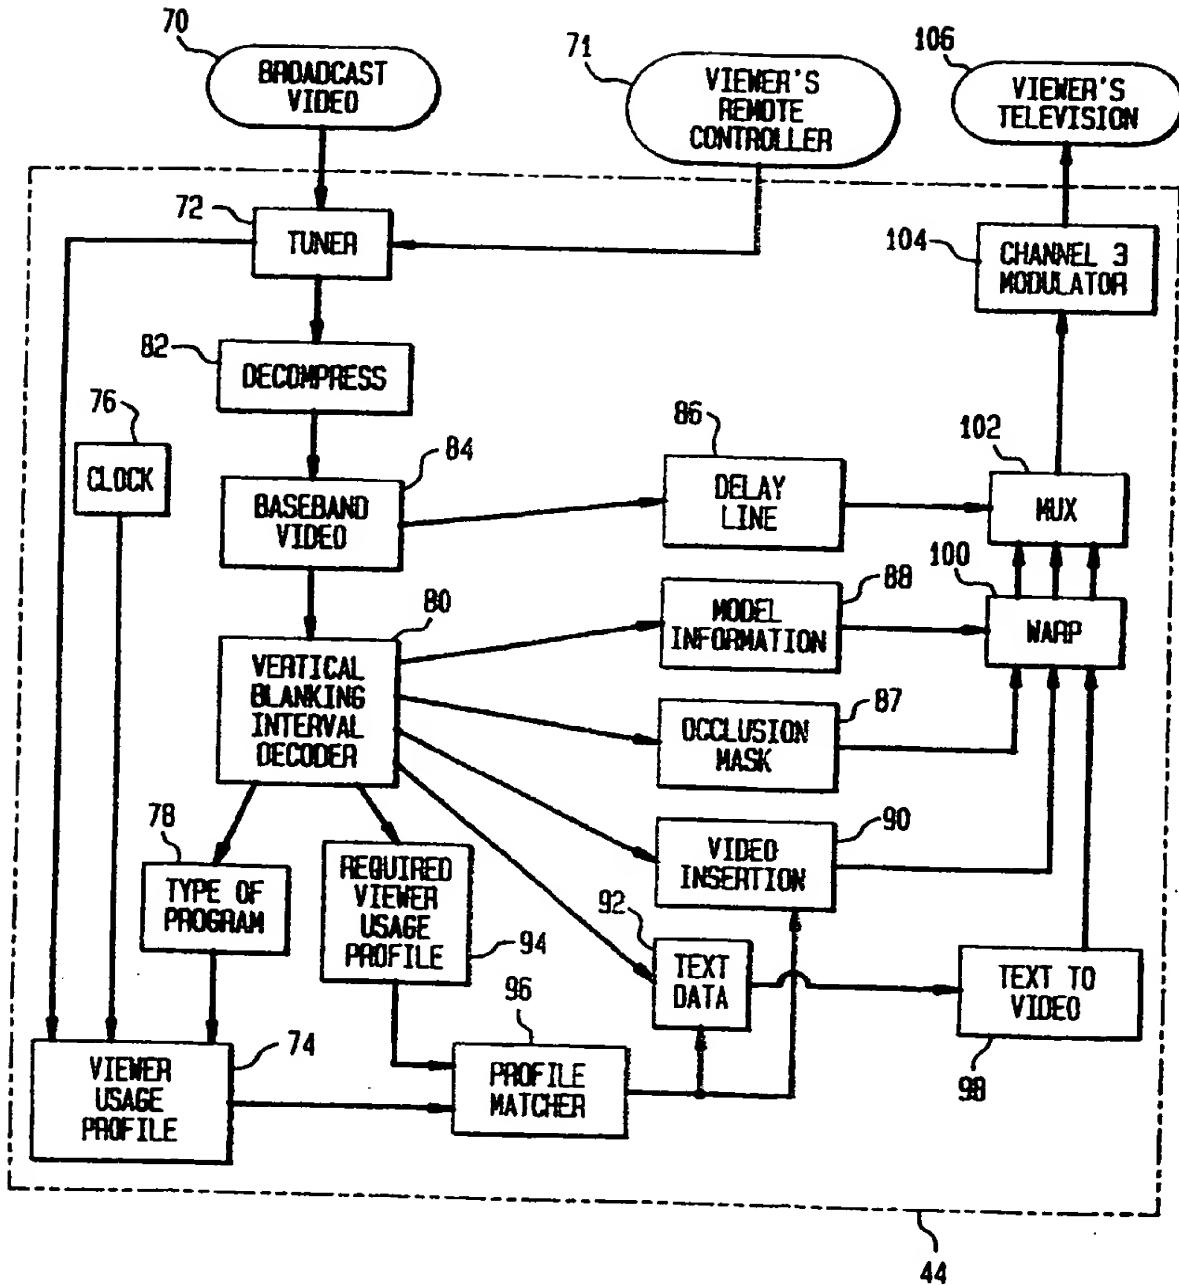 70
BROADCAST
VIDEO
71
VIEWER'S
REMOTE
CONTROLLER
106
VIEWER'S
TELEVISION
72
TUNER
104
CHANNEL 3
MODULATOR
82
DECOMPRESS
76
CLOCK
84
BASEBAND
VIDEO
86
DELAY
LINE
102
MUX
80
VERTICAL
BLANKING
INTERVAL
DECODER
88
MODEL
INFORMATION
100
WARP
87
OCCLUSION
MASK
78
TYPE OF
PROGRAM
REQUIRED
VIEWER
USAGE
PROFILE
94
90
VIDEO
INSERTION
92
TEXT
DATA
TEXT TO
VIDEO
98
74
VIEWER
USAGE
PROFILE
96
PROFILE
MATCHER
44